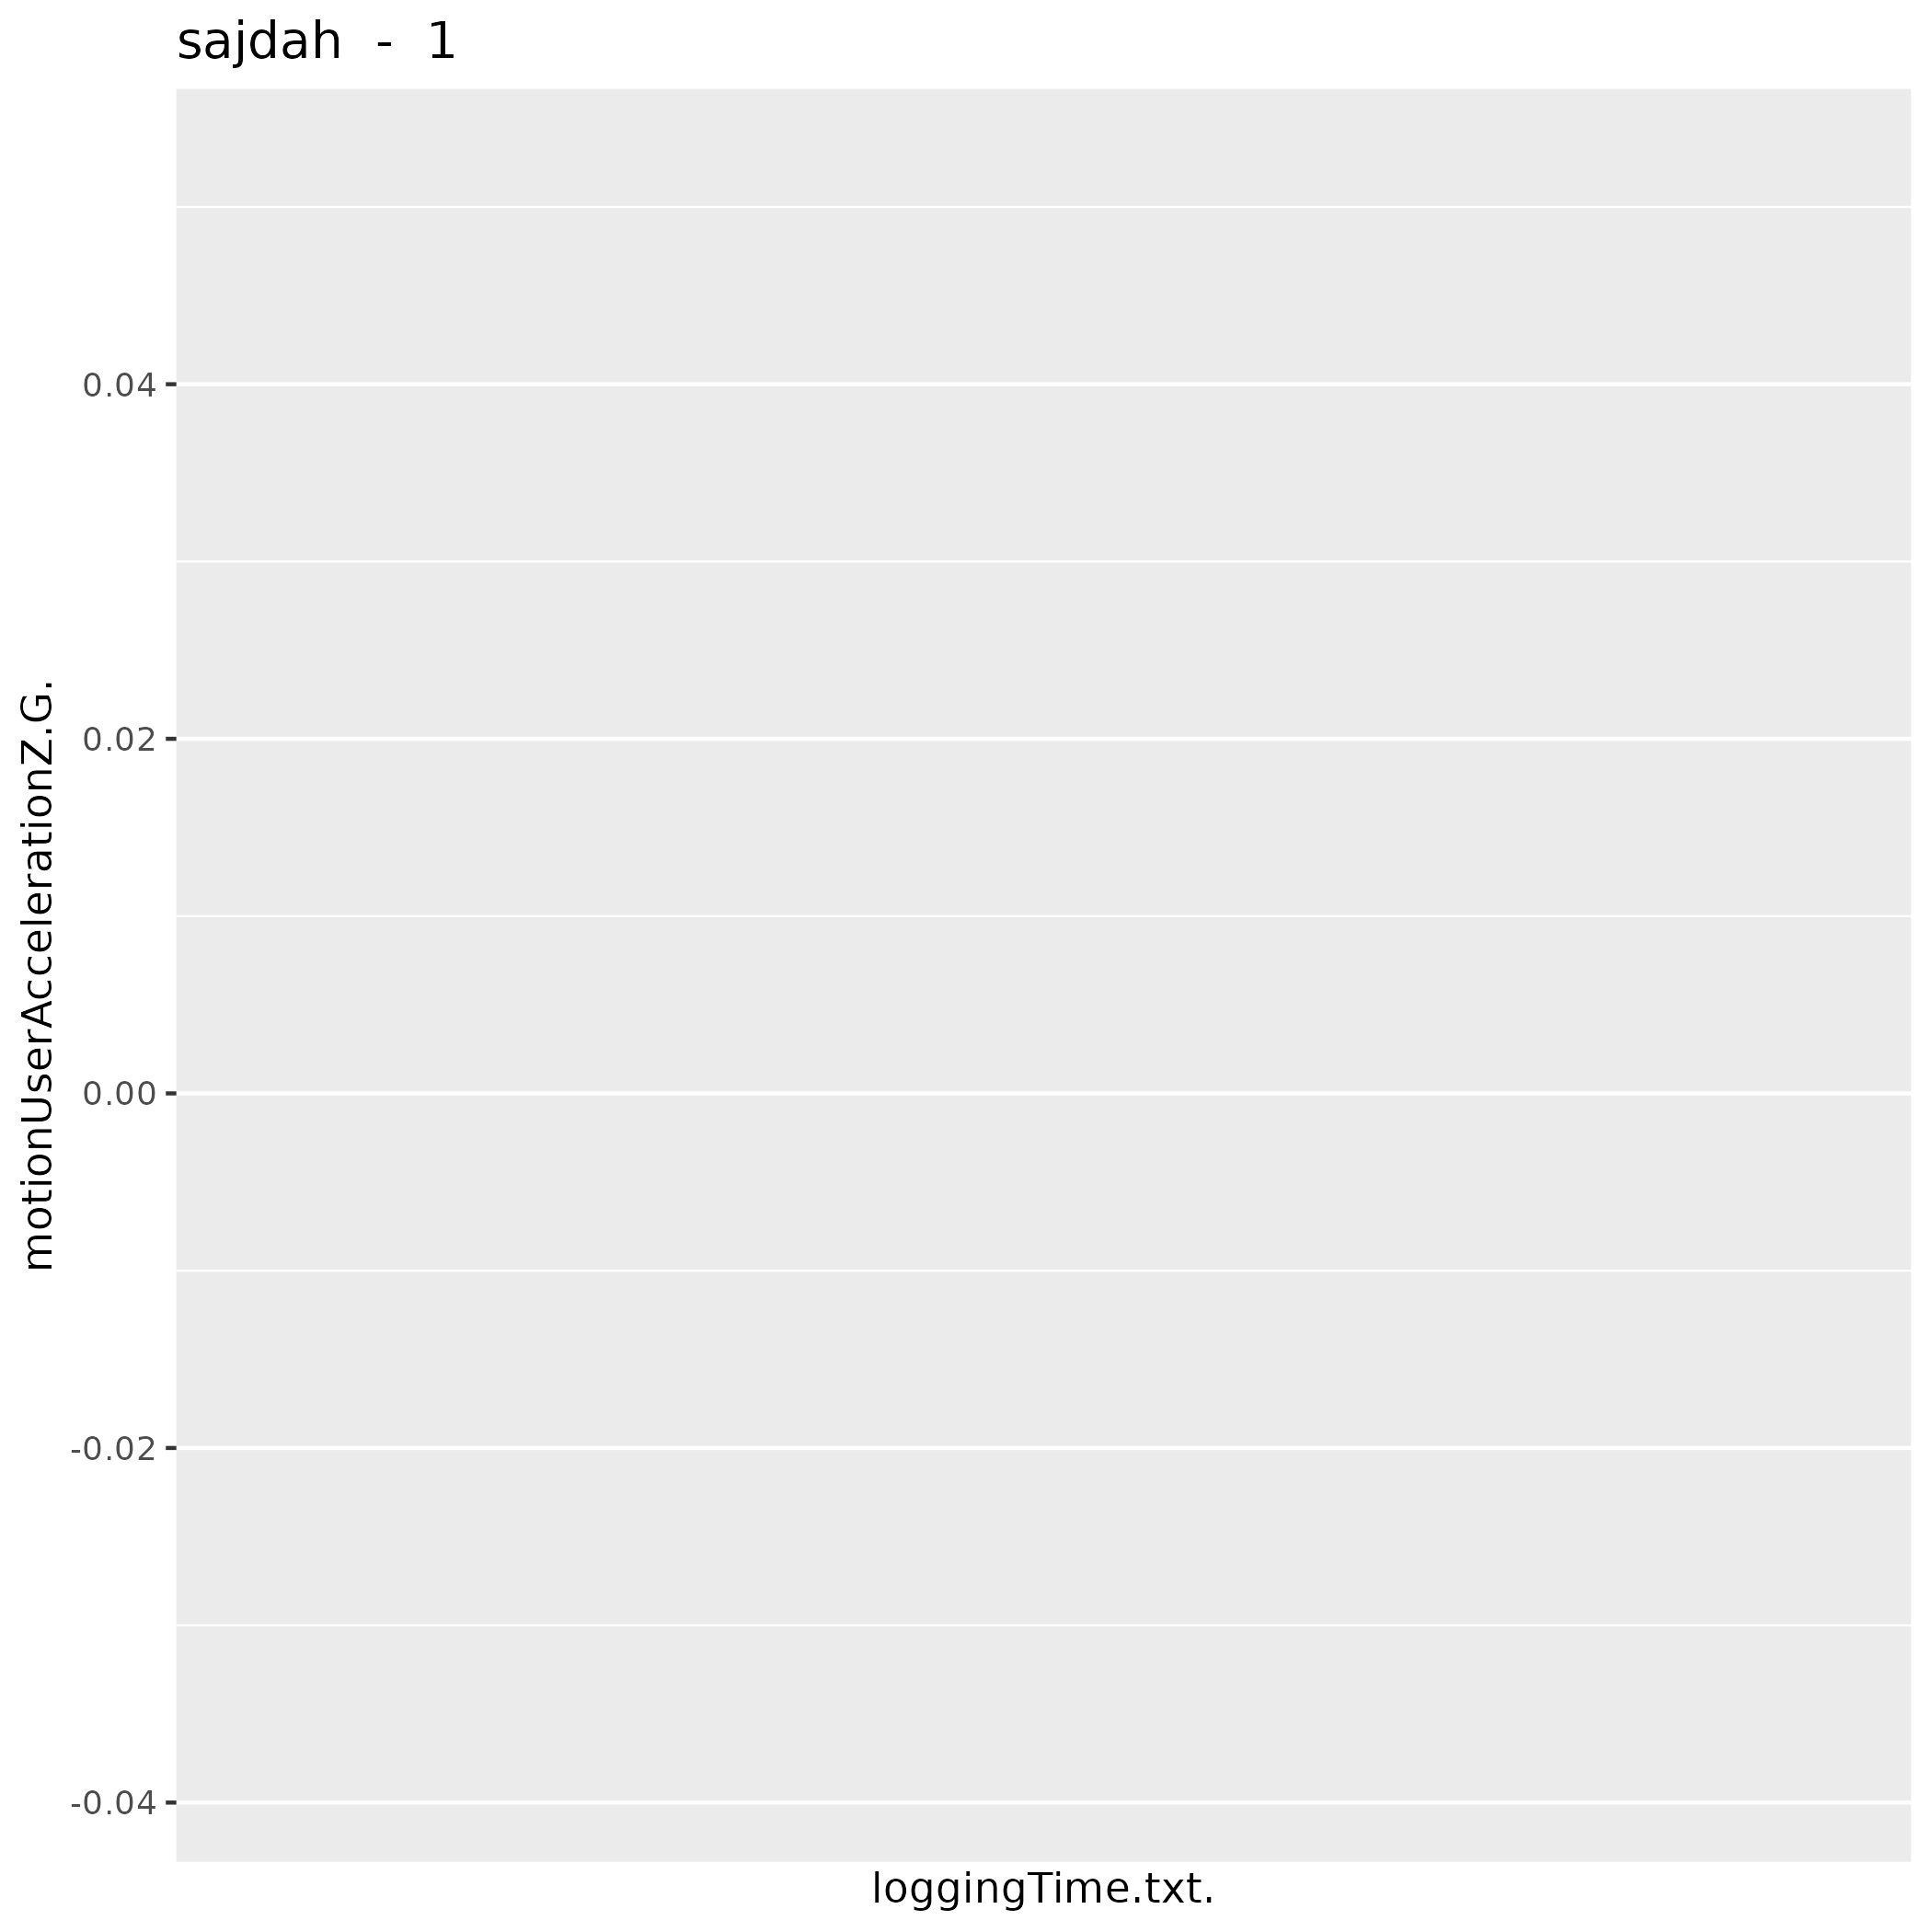 sajdah - 1
motionUserAccelerationZ.G.
0.04
0.02
0.00
-0.02
-0.04
loggingTime.txt.